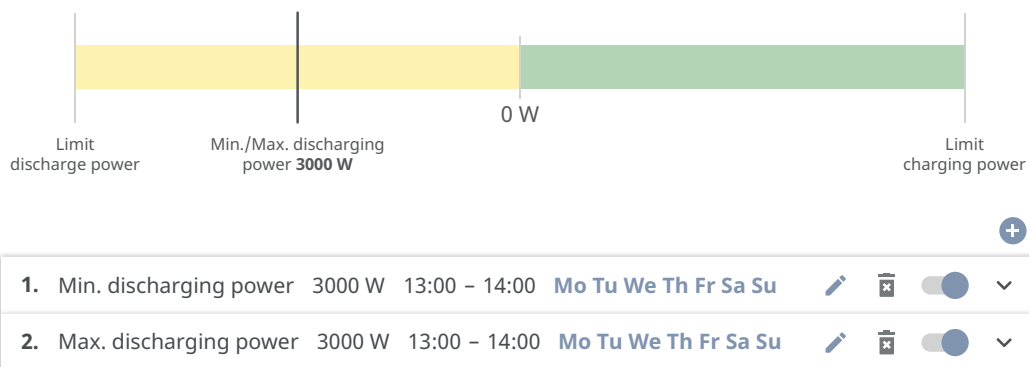 0 W
Limit
discharge power
Min./Max. discharging
power 3000 W
Limit
charging power
1. Min. discharging power 3000 W 13:00 – 14:00 Mo Tu We Th Fr Sa Su
2. Max. discharging power 3000 W 13:00 – 14:00 Mo Tu We Th Fr Sa Su